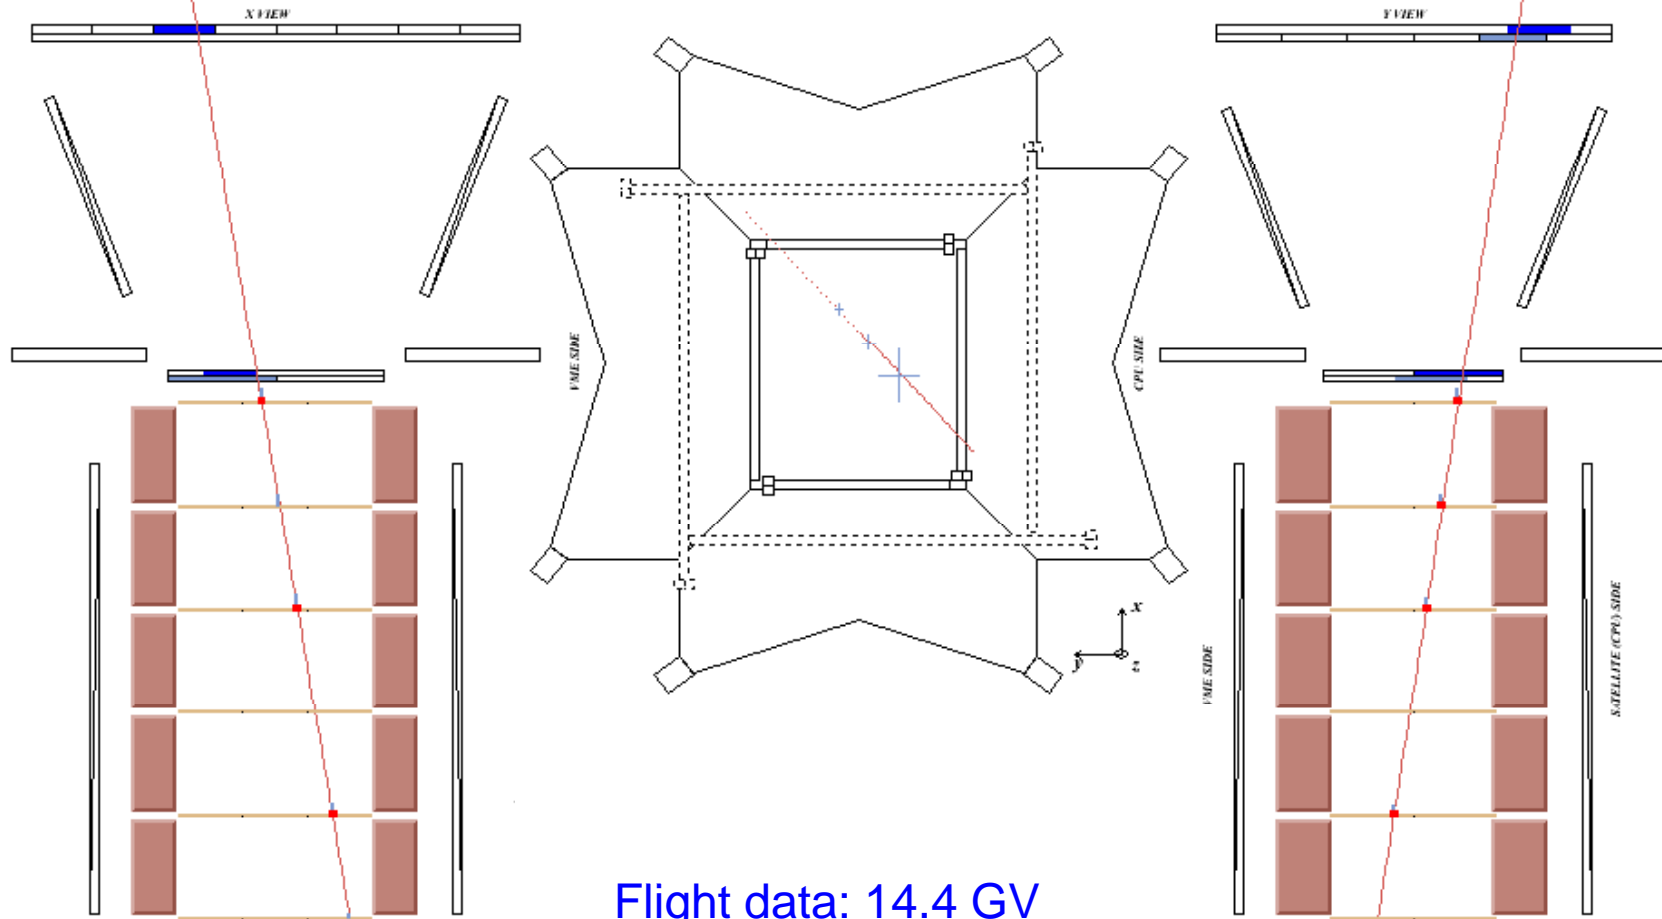 X VIEW
Y VIEW
VME SIDE
CPU SIDE
x
y
z
VME SIDE
SATELLITE (CPU) SIDE
Flight data: 14.4 GV